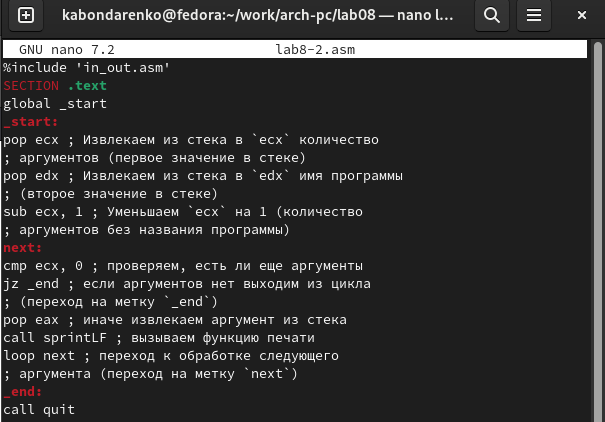 kabondarenko@fedora:~/work/arch-pc/lab08 — nano l...
GNU nano 7.2 lab8-2.asm
%include 'in_out.asm'
SECTION .text
global _start
_start:
pop ecx ; Извлекаем из стека в `ecx` количество
; аргументов (первое значение в стеке)
pop edx ; Извлекаем из стека в `edx` имя программы
; (второе значение в стеке)
sub ecx, 1 ; Уменьшаем `ecx` на 1 (количество
; аргументов без названия программы)
next:
cmp ecx, 0 ; проверяем, есть ли еще аргументы
jz _end ; если аргументов нет выходим из цикла
; (переход на метку `_end`)
pop eax ; иначе извлекаем аргумент из стека
call sprintLF ; вызываем функцию печати
loop next ; переход к обработке следующего
; аргумента (переход на метку `next`)
_end:
call quit